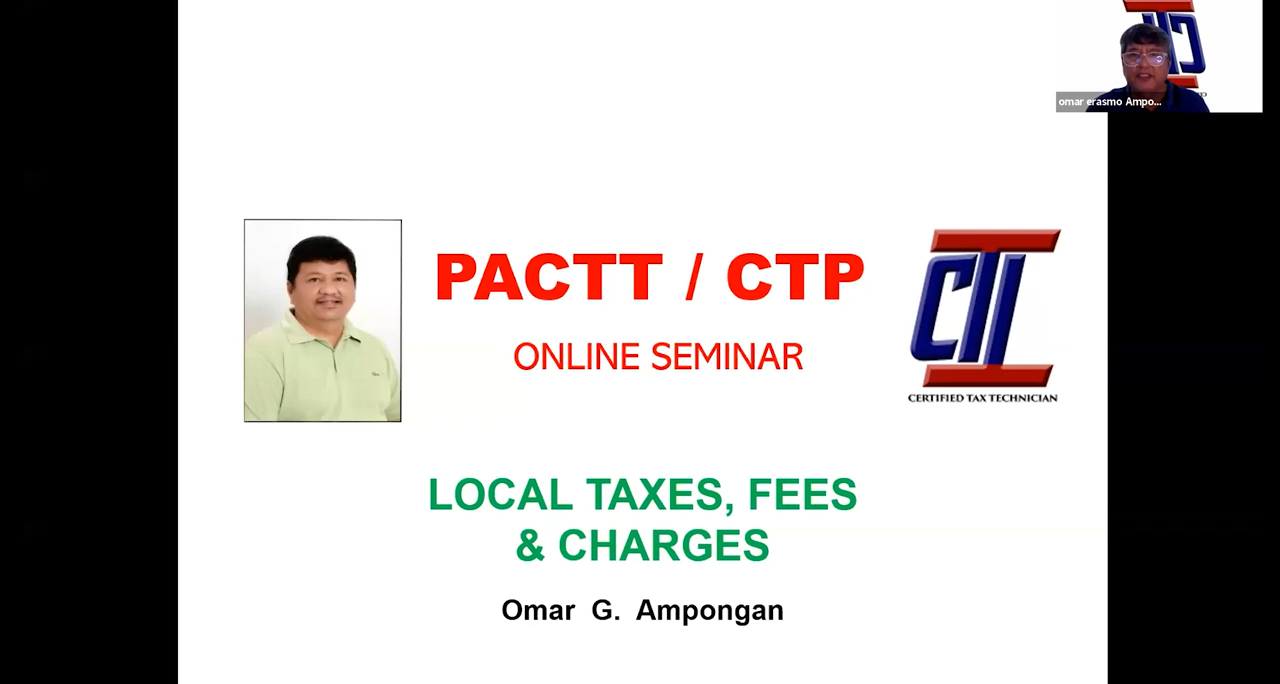 omar erasmo Ampo...
PACTT / CTP
ONLINE SEMINAR
CTT
CERTIFIED TAX TECHNICIAN
LOCAL TAXES, FEES
& CHARGES
Omar G. Ampongan